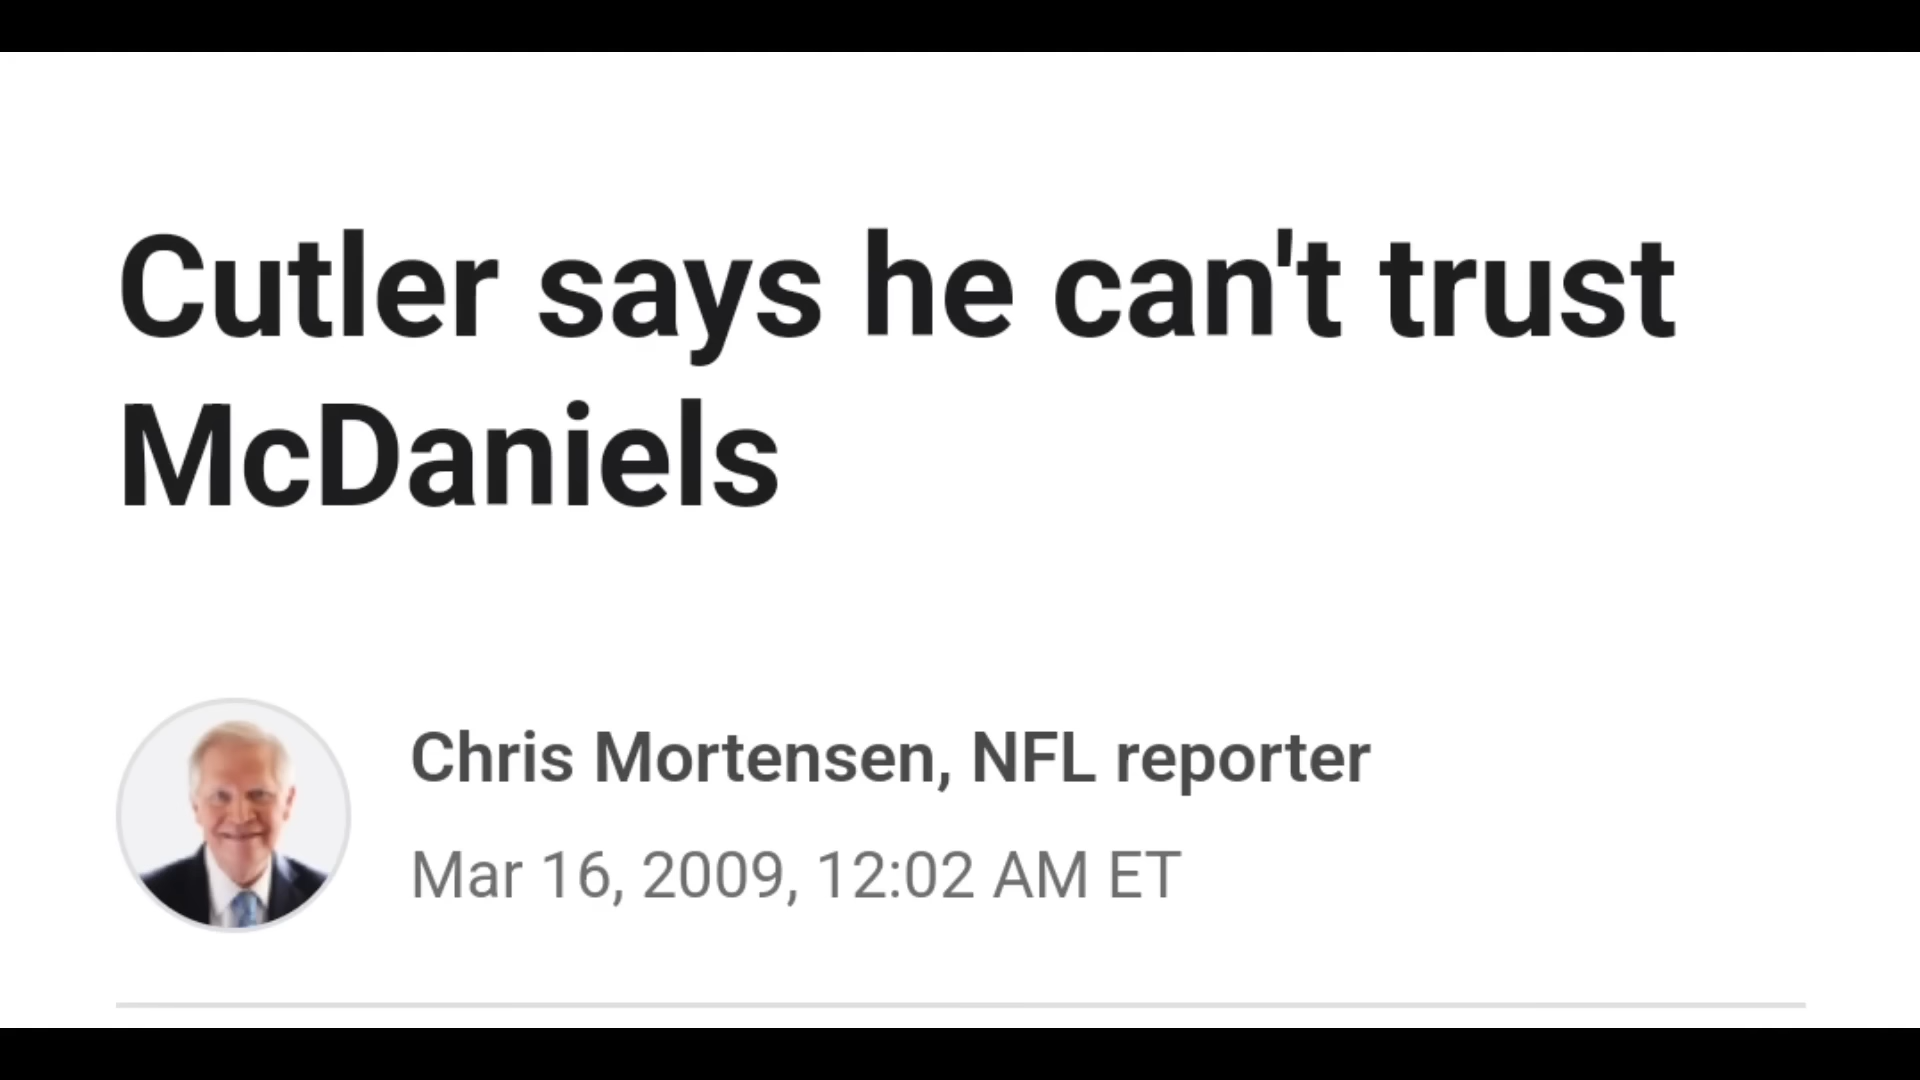 Cutler says he can't trust
McDaniels
Chris Mortensen, NFL reporter
Mar 16, 2009, 12:02 AM ET